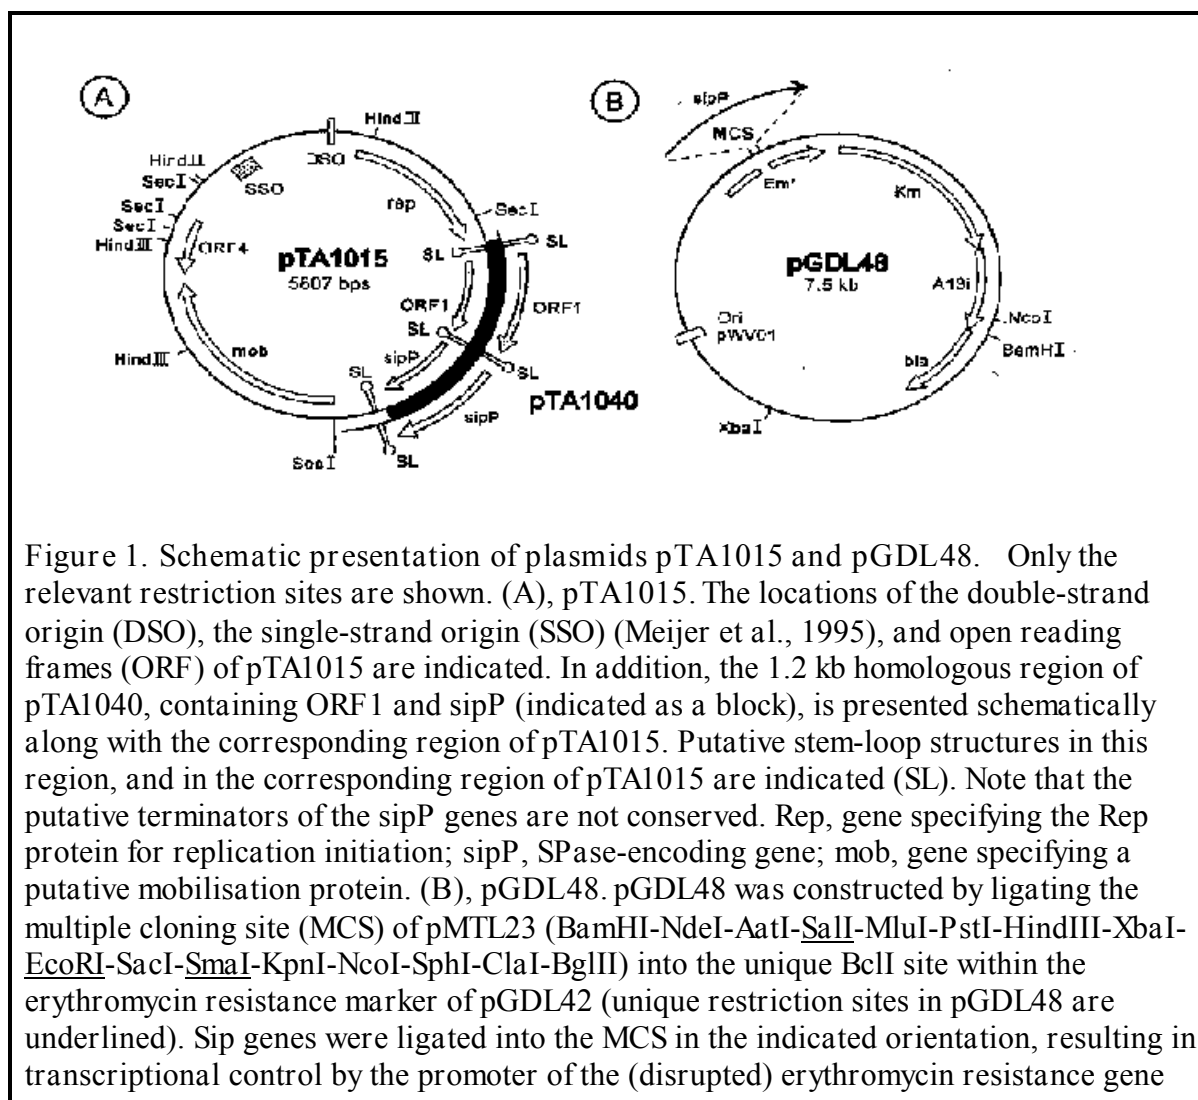 A
B
HindIII
DSO
HindIII
SecI
SSO
SecI
SecI
HindIII
ORF4
rep
SecI
SL
SL
pTA1015
5807 bps
ORF1
ORF1
SL
HindIII
mob
sipP
SL
SL
sipP
pTA1040
SL
sipP
MCS
Em^r
Km
pGDL48
7.5 kb
A13i
NcoI
BamHI
Ori
pWV01
bla
XbaI
Figure 1. Schematic presentation of plasmids pTA1015 and pGDL48. Only the
relevant restriction sites are shown. (A), pTA1015. The locations of the double-strand
origin (DSO), the single-strand origin (SSO) (Meijer et al., 1995), and open reading
frames (ORF) of pTA1015 are indicated. In addition, the 1.2 kb homologous region of
pTA1040, containing ORF1 and sipP (indicated as a block), is presented schematically
along with the corresponding region of pTA1015. Putative stem-loop structures in this
region, and in the corresponding region of pTA1015 are indicated (SL). Note that the
putative terminators of the sipP genes are not conserved. Rep, gene specifying the Rep
protein for replication initiation; sipP, SPase-encoding gene; mob, gene specifying a
putative mobilisation protein. (B), pGDL48. pGDL48 was constructed by ligating the
multiple cloning site (MCS) of pMTL23 (BamHI-NdeI-AatI-SalI-MluI-PstI-HindIII-XbaI-
EcoRI-SacI-SmaI-KpnI-NcoI-SphI-ClaI-BglII) into the unique BclI site within the
erythromycin resistance marker of pGDL42 (unique restriction sites in pGDL48 are
underlined). Sip genes were ligated into the MCS in the indicated orientation, resulting in
transcriptional control by the promoter of the (disrupted) erythromycin resistance gene